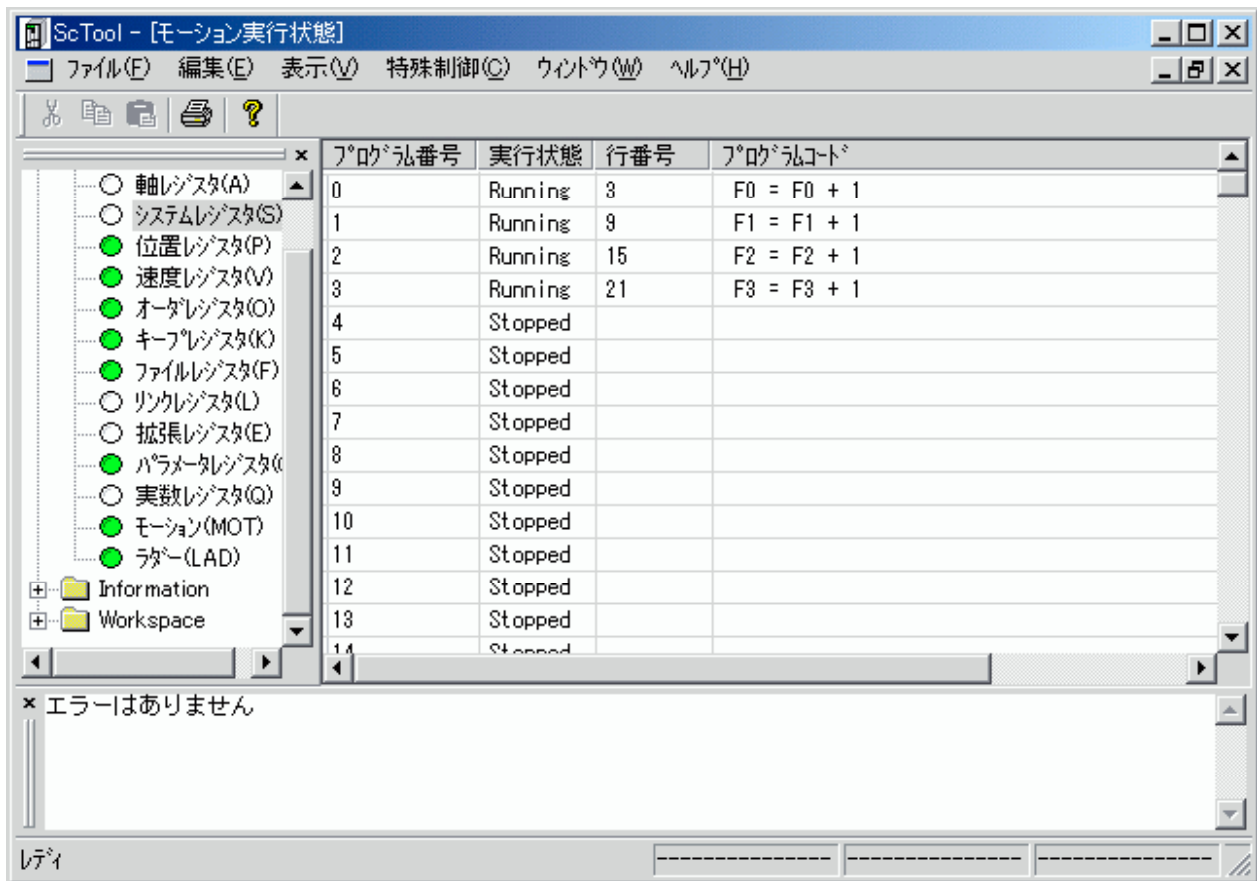 ScTool - [モーション実行状態]
ﾌｧｲﾙ(F) 編集(E) 表示(V) 特殊制御(C) ｳｨﾝﾄﾞｳ(W) ﾍﾙﾌﾟ(H)
軸ﾚｼﾞｽﾀ(A)
ｼｽﾃﾑﾚｼﾞｽﾀ(S)
位置ﾚｼﾞｽﾀ(P)
速度ﾚｼﾞｽﾀ(V)
ｵｰﾀﾞﾚｼﾞｽﾀ(O)
ｷｰﾌﾟﾚｼﾞｽﾀ(K)
ﾌｧｲﾙﾚｼﾞｽﾀ(F)
ﾘﾝｸﾚｼﾞｽﾀ(L)
拡張ﾚｼﾞｽﾀ(E)
ﾊﾟﾗﾒｰﾀﾚｼﾞｽﾀ(
実数ﾚｼﾞｽﾀ(Q)
ﾓｰｼｮﾝ(MOT)
ﾗﾀﾞｰ(LAD)
Information
Workspace
ﾌﾟﾛｸﾞﾗﾑ番号 実行状態 行番号 ﾌﾟﾛｸﾞﾗﾑｺｰﾄﾞ
0 Running 3 F0 = F0 + 1
1 Running 9 F1 = F1 + 1
2 Running 15 F2 = F2 + 1
3 Running 21 F3 = F3 + 1
4 Stopped
5 Stopped
6 Stopped
7 Stopped
8 Stopped
9 Stopped
10 Stopped
11 Stopped
12 Stopped
13 Stopped
14 Stopped
エラーはありません
ﾚﾃﾞｨ
--------------- --------------- ---------------